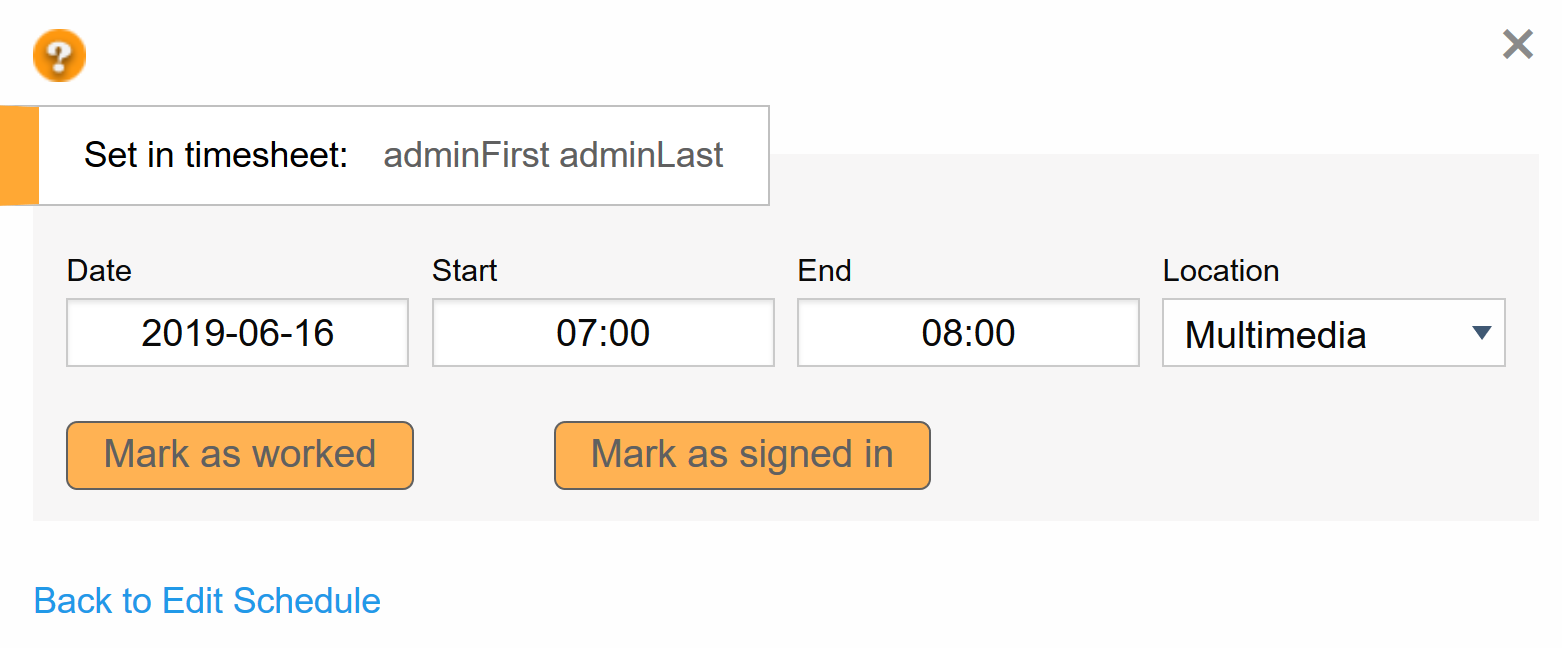 ?
Set in timesheet: adminFirst adminLast
Date Start End Location
2019-06-16 07:00 08:00 Multimedia
Mark as worked Mark as signed in
Back to Edit Schedule